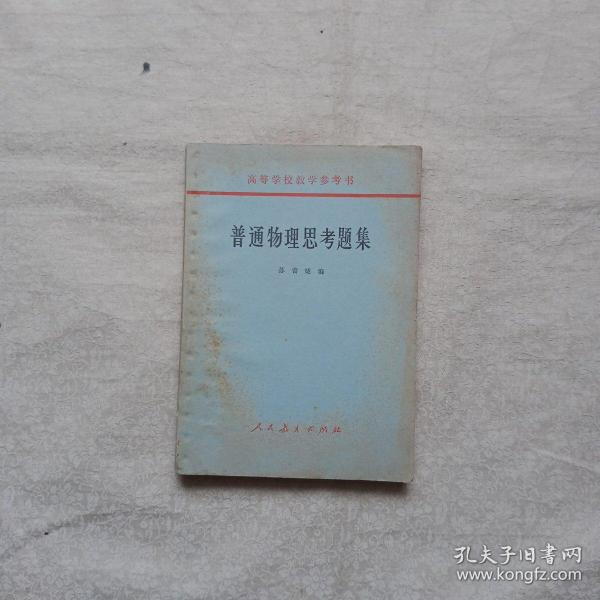 高等学校教学参考书
普通物理思考题集
编
人民教育出版社
孔夫子旧书网
www.kongfz.com